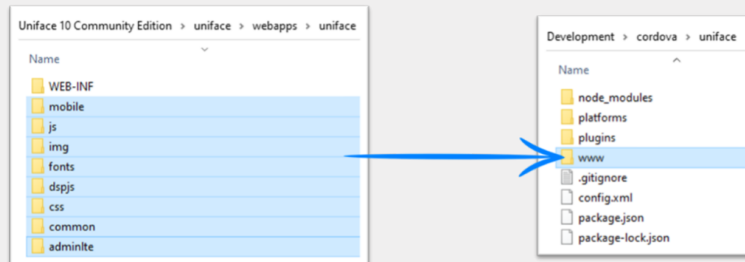 Uniface 10 Community Edition > uniface > webapps > uniface
Name
WEB-INF
mobile
js
img
fonts
dspjs
css
common
adminlte
Development > cordova > uniface
Name
node_modules
platforms
plugins
www
.gitignore
config.xml
package.json
package-lock.json